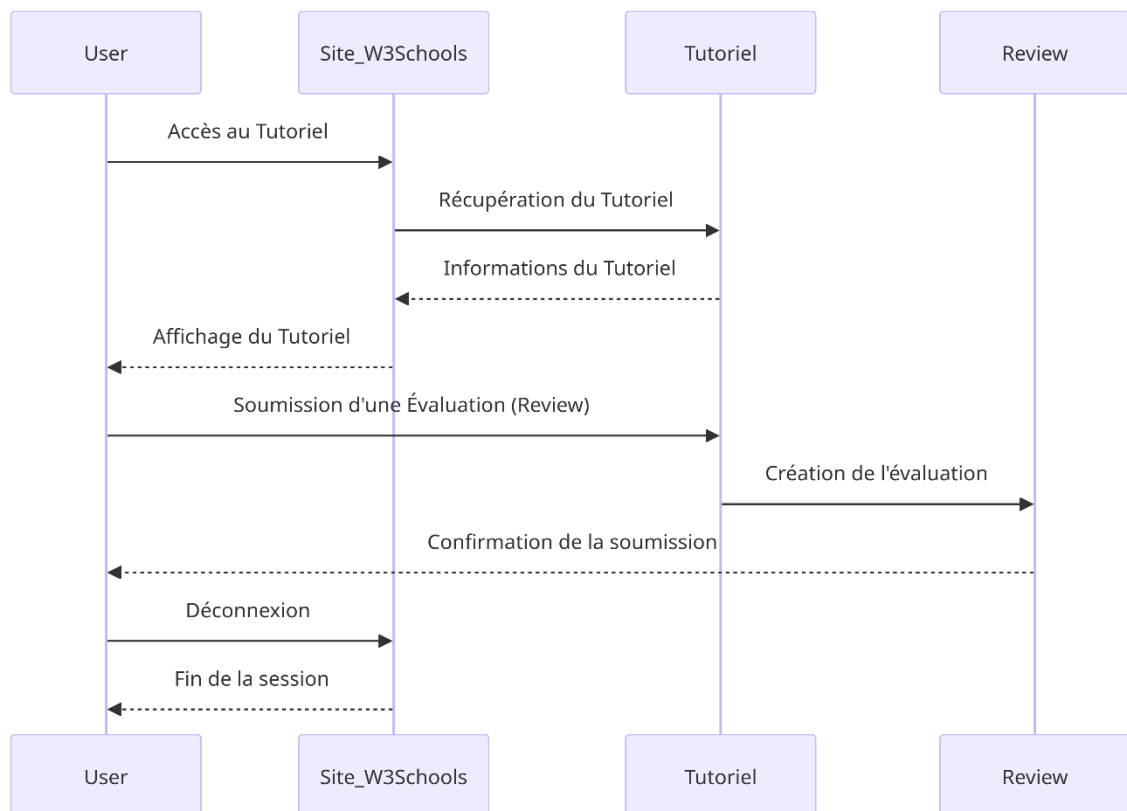 User Site_W3Schools Tutoriel Review
Accès au Tutoriel
Récupération du Tutoriel
Informations du Tutoriel
Affichage du Tutoriel
Soumission d'une Évaluation (Review)
Création de l'évaluation
Confirmation de la soumission
Déconnexion
Fin de la session
User Site_W3Schools Tutoriel Review